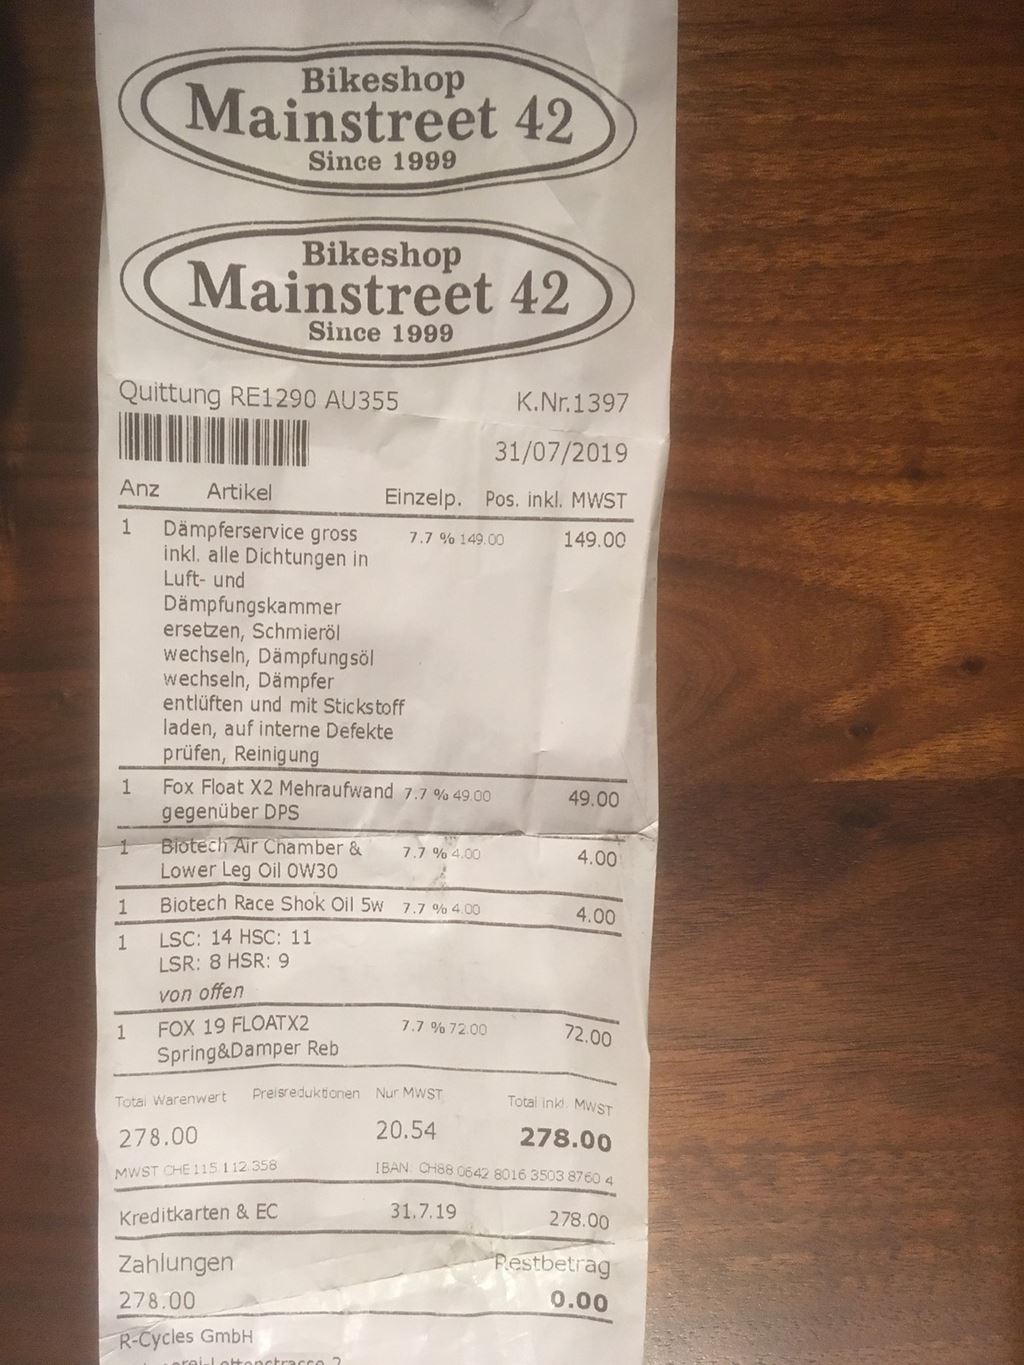 Bikeshop
Mainstreet 42
Since 1999
Bikeshop
Mainstreet 42
Since 1999
Quittung RE1290 AU355 K.Nr.1397
31/07/2019
Anz Artikel Einzelp. Pos. inkl. MWST
1 Dämpferservice gross 7.7 % 149.00 149.00
inkl. alle Dichtungen in
Luft- und
Dämpfungskammer
ersetzen, Schmieröl
wechseln, Dämpfungsöl
wechseln, Dämpfer
entlüften und mit Stickstoff
laden, auf interne Defekte
prüfen, Reinigung
1 Fox Float X2 Mehraufwand 7.7 % 49.00 49.00
gegenüber DPS
1 Biotech Air Chamber & 7.7 % 4.00 4.00
Lower Leg Oil 0W30
1 Biotech Race Shok Oil 5w 7.7 % 4.00 4.00
1 LSC: 14 HSC: 11
LSR: 8 HSR: 9
von offen
1 FOX 19 FLOATX2 7.7 % 72.00 72.00
Spring&Damper Reb
Total Warenwert Preisreduktionen Nur MWST Total inkl. MWST
278.00 20.54 278.00
MWST CHE 115.112.358 IBAN: CH88 0642 8016 3503 8760 4
Kreditkarten & EC 31.7.19 278.00
Zahlungen Restbetrag
278.00 0.00
R-Cycles GmbH